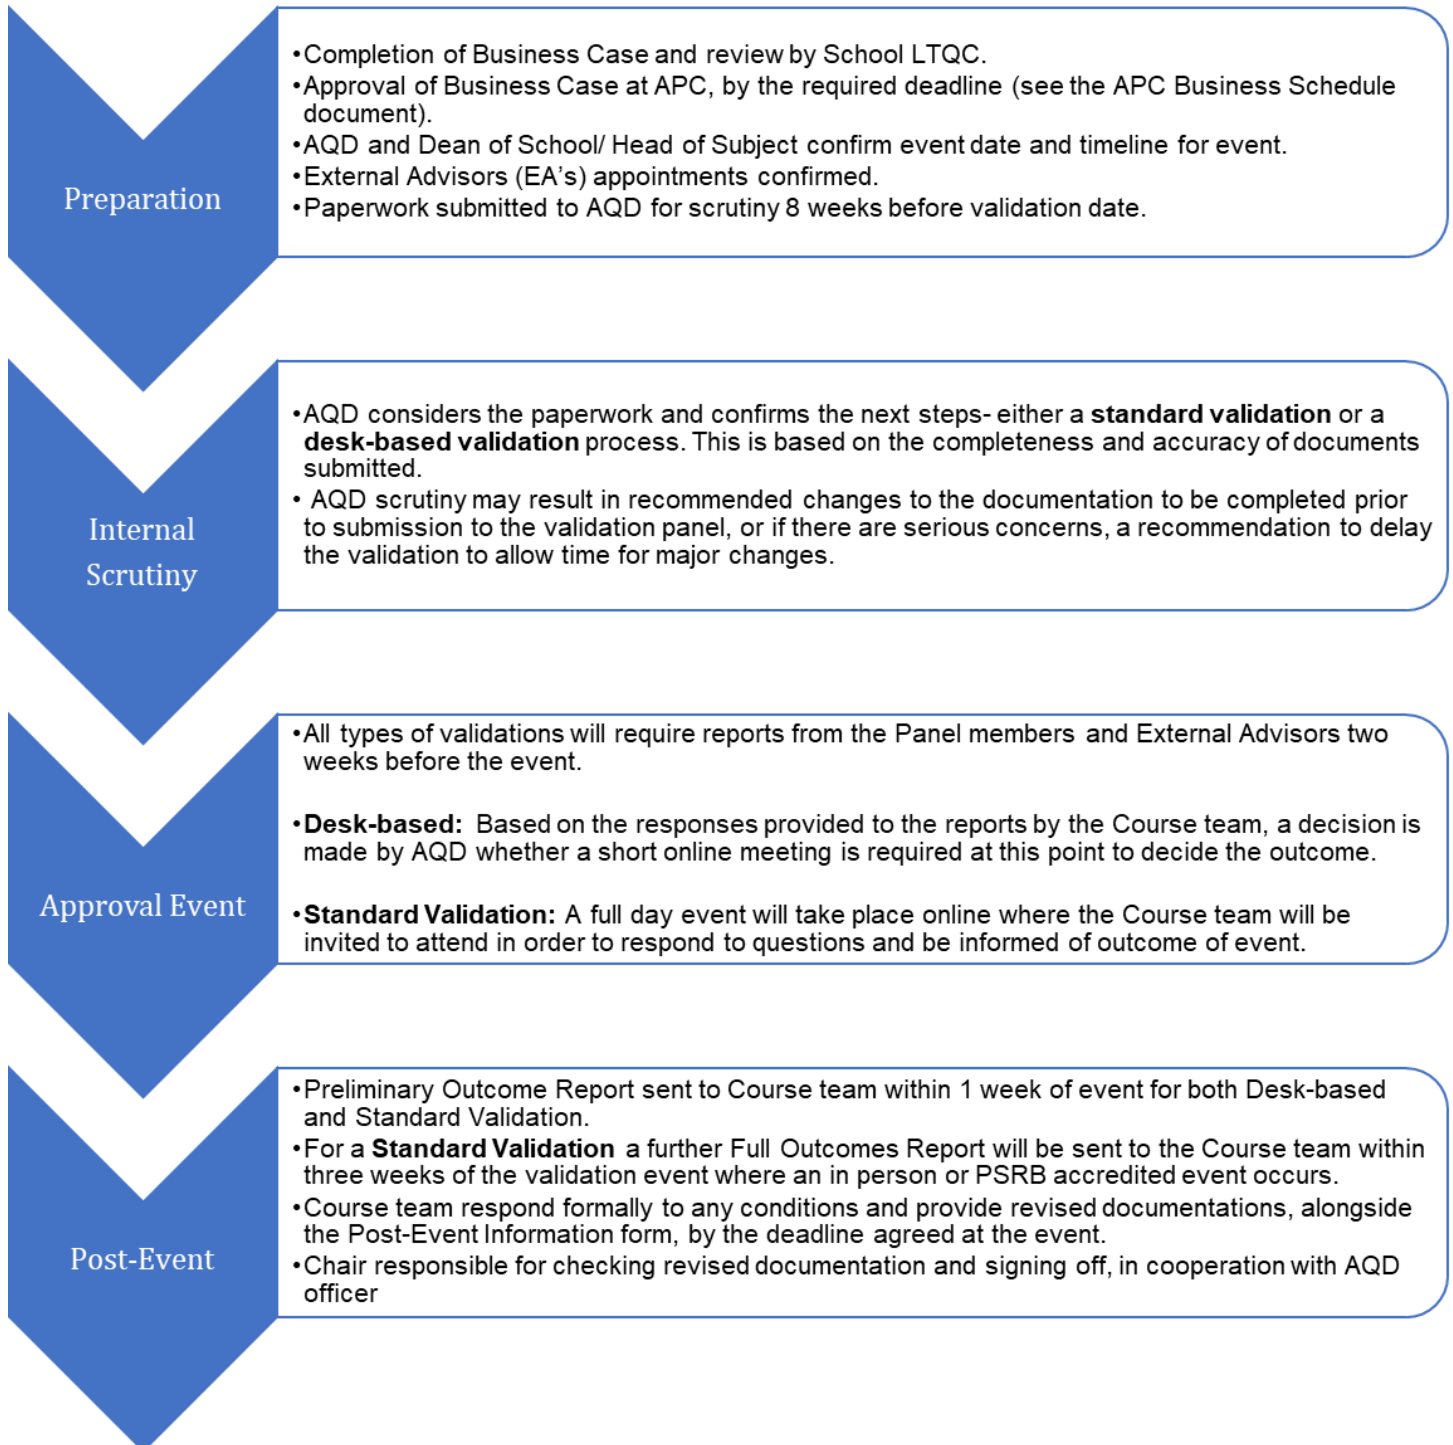 Preparation
•Completion of Business Case and review by School LTQC.
•Approval of Business Case at APC, by the required deadline (see the APC Business Schedule
document).
•AQD and Dean of School/ Head of Subject confirm event date and timeline for event.
•External Advisors (EA's) appointments confirmed.
•Paperwork submitted to AQD for scrutiny 8 weeks before validation date.
Internal
Scrutiny
•AQD considers the paperwork and confirms the next steps- either a standard validation or a
desk-based validation process. This is based on the completeness and accuracy of documents
submitted.
• AQD scrutiny may result in recommended changes to the documentation to be completed prior
to submission to the validation panel, or if there are serious concerns, a recommendation to delay
the validation to allow time for major changes.
Approval Event
•All types of validations will require reports from the Panel members and External Advisors two
weeks before the event.
•Desk-based: Based on the responses provided to the reports by the Course team, a decision is
made by AQD whether a short online meeting is required at this point to decide the outcome.
•Standard Validation: A full day event will take place online where the Course team will be
invited to attend in order to respond to questions and be informed of outcome of event.
Post-Event
•Preliminary Outcome Report sent to Course team within 1 week of event for both Desk-based
and Standard Validation.
•For a Standard Validation a further Full Outcomes Report will be sent to the Course team within
three weeks of the validation event where an in person or PSRB accredited event occurs.
•Course team respond formally to any conditions and provide revised documentations, alongside
the Post-Event Information form, by the deadline agreed at the event.
•Chair responsible for checking revised documentation and signing off, in cooperation with AQD
officer